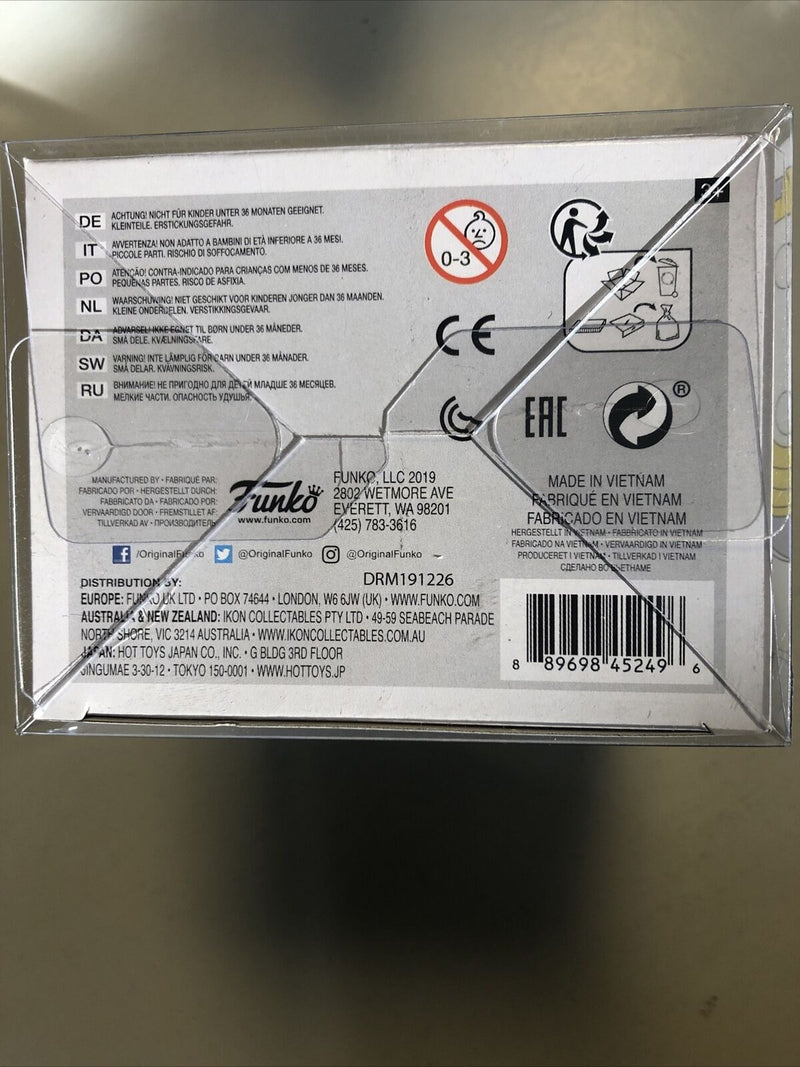 3+
DE ACHTUNG! NICHT FÜR KINDER UNTER 36 MONATEN GEEIGNET.
KLEINTEILE. ERSTICKUNGSGEFAHR.
IT AVVERTENZA! NON ADATTO A BAMBINI DI ETÀ INFERIORE A 36 MESI.
PICCOLE PARTI. RISCHIO DI SOFFOCAMENTO.
PO ATENÇÃO! CONTRA-INDICADO PARA CRIANÇAS COM MENOS DE 36 MESES.
PEQUENAS PARTES. RISCO DE ASFIXIA.
NL WAARSCHUWING! NIET GESCHIKT VOOR KINDEREN JONGER DAN 36 MAANDEN.
KLEINE ONDERDELEN. VERSTIKKINGSGEVAAR.
DA ADVARSEL! IKKE EGNET TIL BØRN UNDER 36 MÅNEDER.
SMÅ DELE. KVÆLNINGSFARE.
SW VARNING! INTE LÄMPLIG FÖR BARN UNDER 36 MÅNADER.
SMÅ DELAR. KVÄVNINGSRISK.
RU ВНИМАНИЕ! НЕ ПРИГОДНО ДЛЯ ДЕТЕЙ МЛАДШЕ 36 МЕСЯЦЕВ.
МЕЛКИЕ ЧАСТИ. ОПАСНОСТЬ УДУШЬЯ.
0-3
CE
EAC
®
MANUFACTURED BY • FABRIQUÉ PAR:
FABRICADO POR • HERGESTELLT DURCH:
FABBRICATO DA • FABRICADO POR:
VERVAARDIGD DOOR • FREMSTILLET AF:
TILLVERKAD AV • ПРОИЗВОДИТЕЛЬ:
Funko
www.funko.com
FUNKO, LLC 2019
2802 WETMORE AVE
EVERETT, WA 98201
(425) 783-3616
MADE IN VIETNAM
FABRIQUÉ EN VIETNAM
FABRICADO EN VIETNAM
HERGESTELLT IN VIETNAM • FABBRICATO IN VIETNAM
FABRICADO NA VIETNAM • VERVAARDIGD IN VIETNAM
PRODUCERET I VIETNAM • TILLVERKAD I VIETNAM
СДЕЛАНО ВО ВЬЕТНАМЕ
/OriginalFunko @OriginalFunko @OriginalFunko
DRM191226
DISTRIBUTION BY:
EUROPE: FUNKO UK LTD • PO BOX 74644 • LONDON, W6 6JW (UK) • WWW.FUNKO.COM
AUSTRALIA & NEW ZEALAND: IKON COLLECTABLES PTY LTD • 49-59 SEABEACH PARADE
NORTH SHORE, VIC 3214 AUSTRALIA • WWW.IKONCOLLECTABLES.COM.AU
JAPAN: HOT TOYS JAPAN CO., INC. • G BLDG 3RD FLOOR
JINGUMAE 3-30-12 • TOKYO 150-0001 • WWW.HOTTOYS.JP
8 89698 45249 6